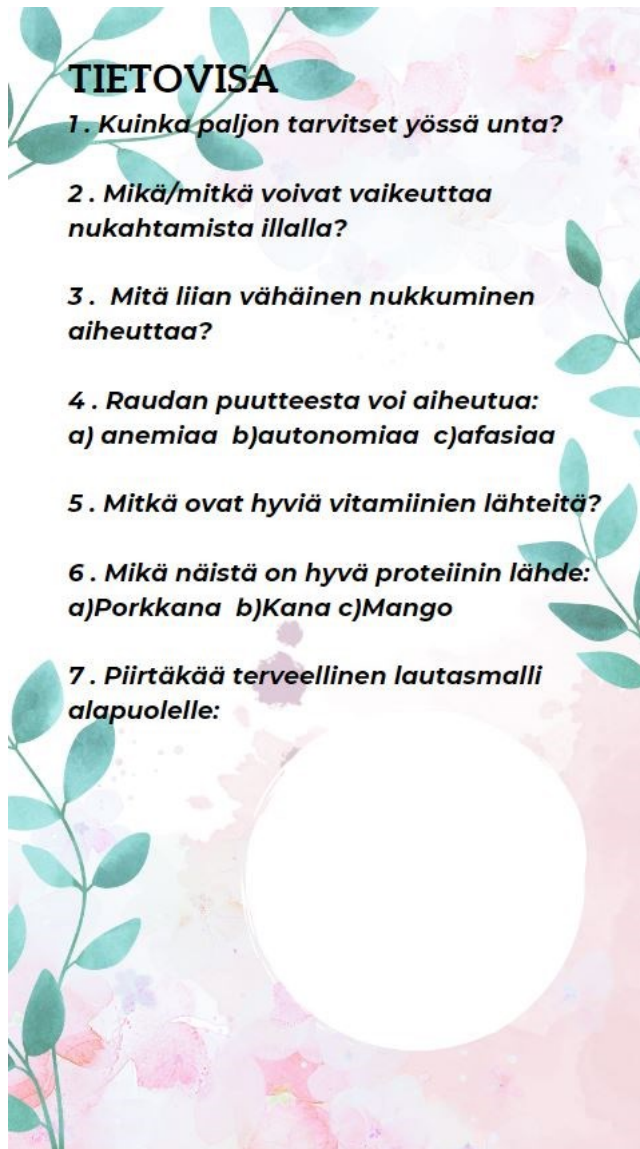 TIETOVISA
1 . Kuinka paljon tarvitset yössä unta?
2 . Mikä/mitkä voivat vaikeuttaa
nukahtamista illalla?
3 .  Mitä liian vähäinen nukkuminen
aiheuttaa?
4 . Raudan puutteesta voi aiheutua:
a) anemiaa  b)autonomiaa  c)afasiaa
5 . Mitkä ovat hyviä vitamiinien lähteitä?
6 . Mikä näistä on hyvä proteiinin lähde:
a)Porkkana  b)Kana c)Mango
7 . Piirtäkää terveellinen lautasmalli
alapuolelle: